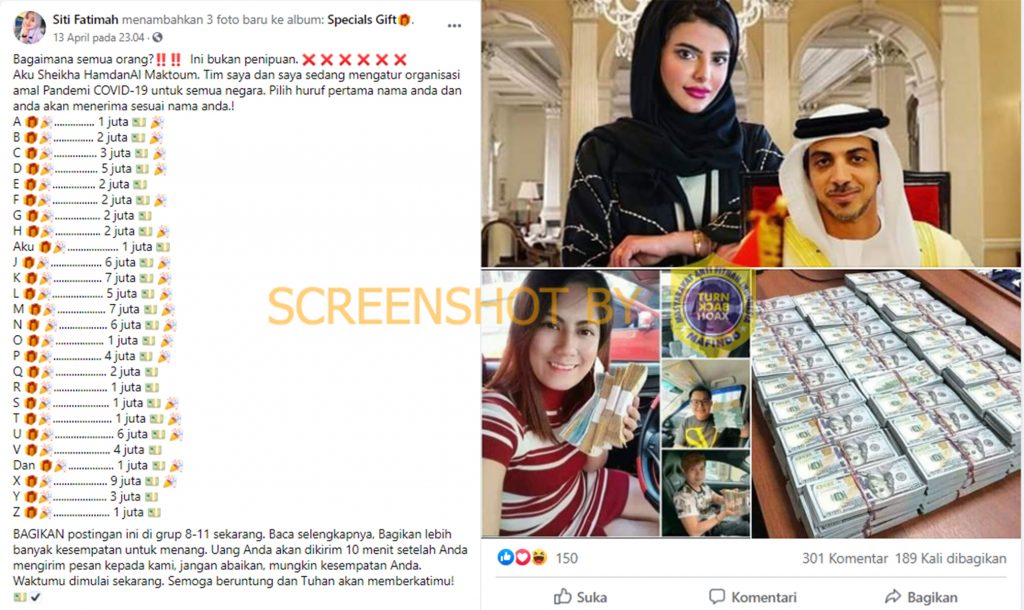 Siti Fatimah menambahkan 3 foto baru ke album: Specials Gift🎁.
13 April pada 23.04 ·
Bagaimana semua orang?‼️ ‼️ Ini bukan penipuan. ❌ ❌ ❌ ❌ ❌ ❌
Aku Sheikha HamdanAl Maktoum. Tim saya dan saya sedang mengatur organisasi
amal Pandemi COVID-19 untuk semua negara. Pilih huruf pertama nama anda dan
anda akan menerima sesuai nama anda.!
A 🎁🎉............... 1 juta 💵 🎉
B 🎁🎉............... 2 juta 💵 🎉
C 🎁🎉................ 3 juta 💵 🎉
D 🎁🎉................. 5 juta 💵 🎉
E 🎁🎉................ 2 juta 💵
F 🎁🎉................. 2 juta 💵 🎉
G 🎁🎉................. 2 juta 💵
H 🎁🎉................. 2 juta 💵 🎉
Aku 🎁🎉................... 1 juta 💵
J 🎁🎉................... 6 juta 💵 🎉
K 🎁🎉................... 7 juta 💵 🎉
L 🎁🎉................... 5 juta 💵 🎉
M 🎁🎉................... 7 juta 💵 🎉
N 🎁🎉................... 6 juta 💵 🎉
O 🎁🎉.................. 1 juta 💵 🎉
P 🎁🎉.................. 4 juta 💵 🎉
Q 🎁🎉.................. 2 juta 💵
R 🎁🎉................... 1 juta 💵
S 🎁🎉.................... 1 juta 💵 🎉
T 🎁🎉..................... 1 juta 💵 🎉
U 🎁🎉..................... 6 juta 💵 🎉
V 🎁🎉.................... 4 juta 💵
Dan 🎁🎉................. 1 juta 💵 🎉
X 🎁🎉.................... 9 juta 💵 🎉
Y 🎁🎉................... 3 juta 💵
Z 🎁🎉.................... 1 juta 💵
BAGIKAN postingan ini di grup 8-11 sekarang. Baca selengkapnya, Bagikan lebih
banyak kesempatan untuk menang. Uang Anda akan dikirim 10 menit setelah Anda
mengirim pesan kepada kami, jangan abaikan, mungkin kesempatan Anda.
Waktumu dimulai sekarang. Semoga beruntung dan Tuhan akan memberkatimu!
💵 ✔
SCREENSHOT BY
MASYARAKAT ANTI FITNAH
TURN
BACK
HOAX
MAFINDO
150
301 Komentar 189 Kali dibagikan
Suka
Komentari
Bagikan